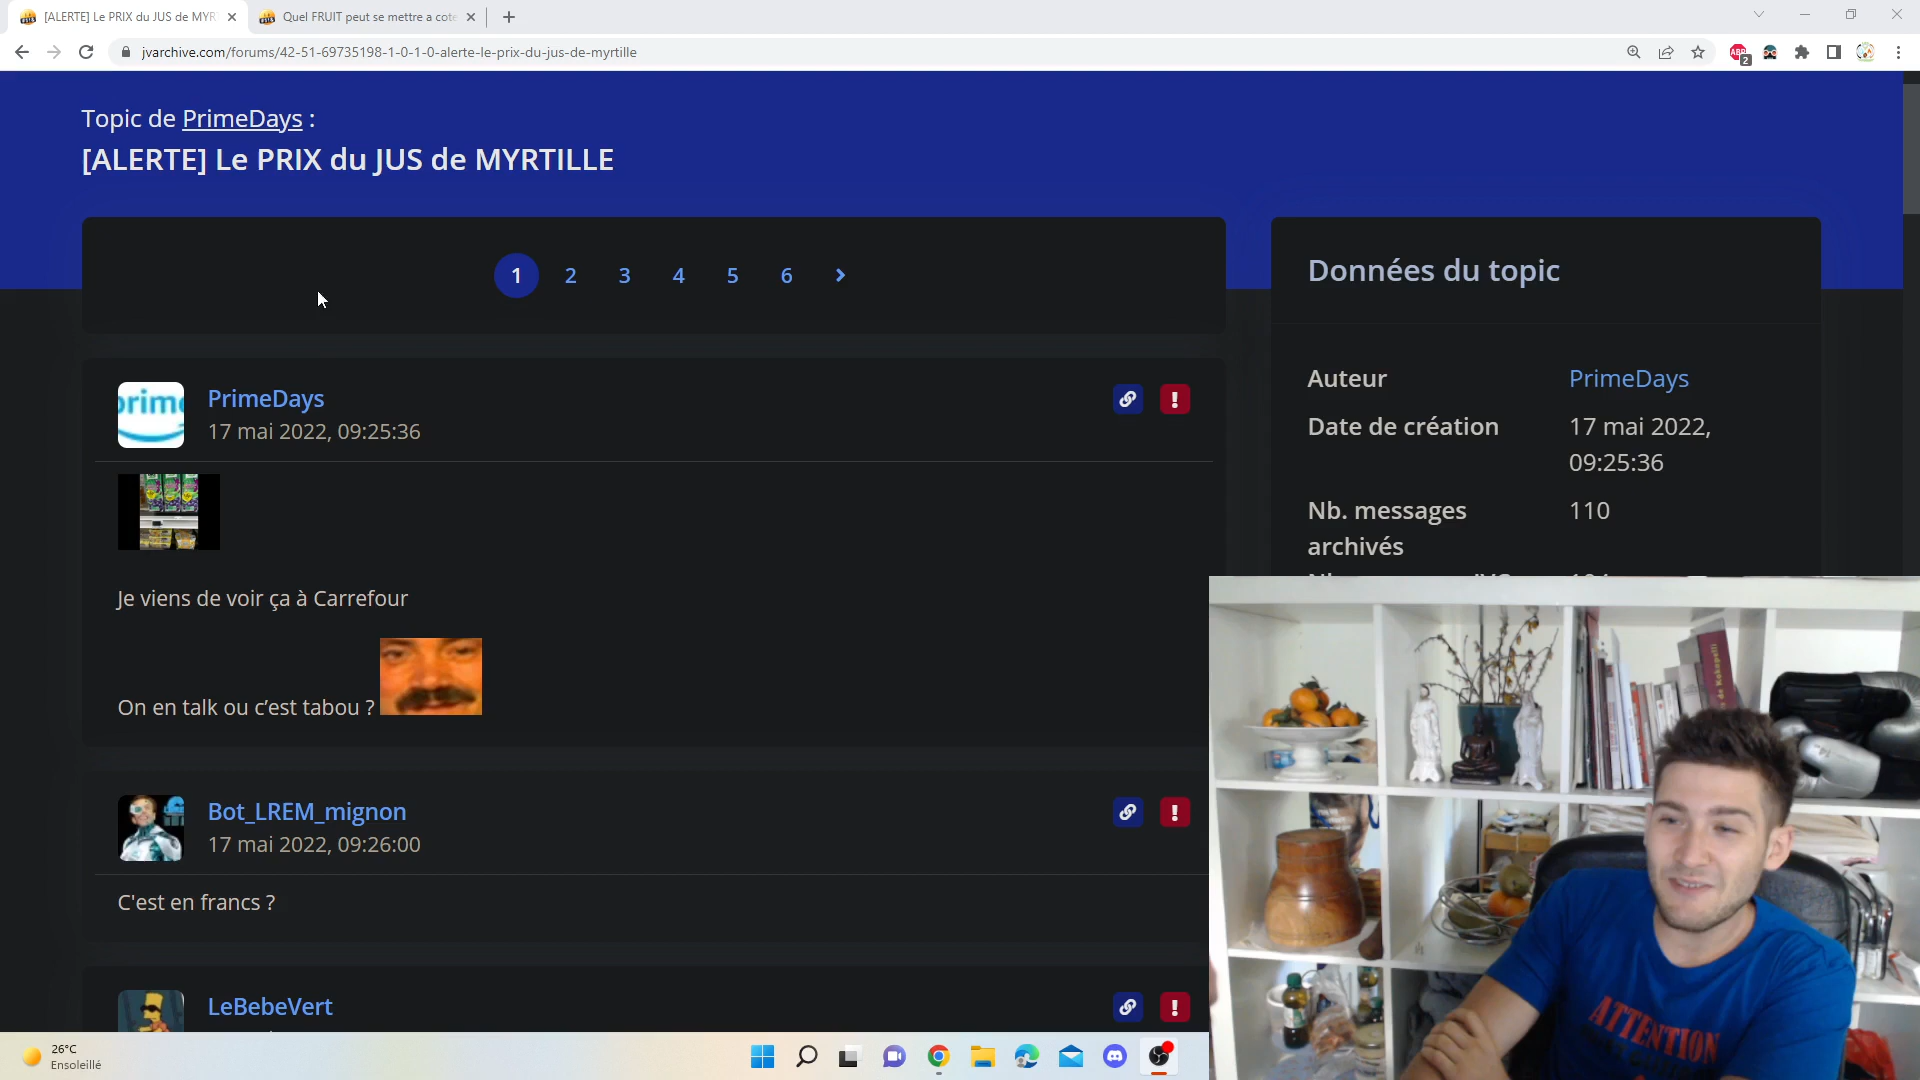 [ALERTE] Le PRIX du JUS de MYR
Quel FRUIT peut se mettre a cote
jvarchive.com/forums/42-51-69735198-1-0-1-0-alerte-le-prix-du-jus-de-myrtille
ABP
2
Topic de PrimeDays :
[ALERTE] Le PRIX du JUS de MYRTILLE
1 2 3 4 5 6
Données du topic
Auteur PrimeDays
Date de création 17 mai 2022,
09:25:36
Nb. messages 110
archivés
prime
PrimeDays
17 mai 2022, 09:25:36
Je viens de voir ça à Carrefour
On en talk ou c'est tabou ?
Bot_LREM_mignon
17 mai 2022, 09:26:00
C'est en francs ?
LeBebeVert
ATTENTION
26°C
Ensoleillé